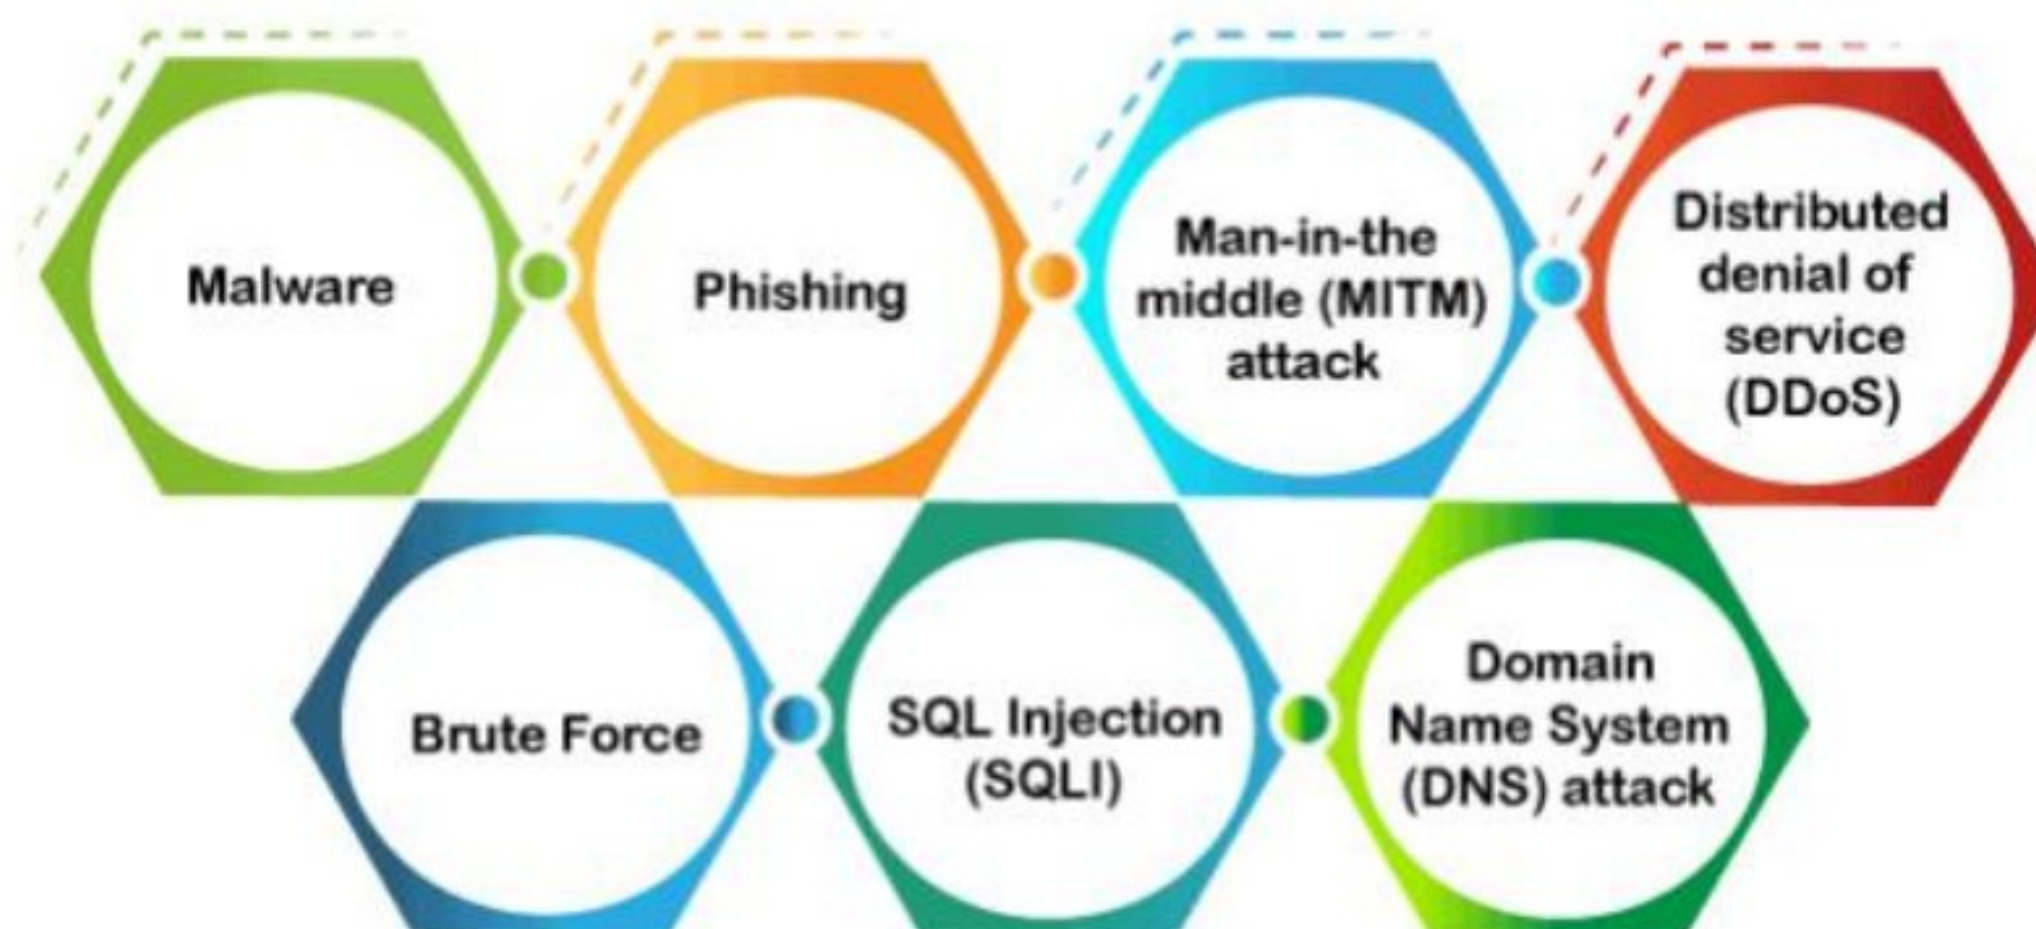 Malware
Phishing
Man-in-the
middle (MITM)
attack
Distributed
denial of
service
(DDoS)
Brute Force
SQL Injection
(SQLI)
Domain
Name System
(DNS) attack